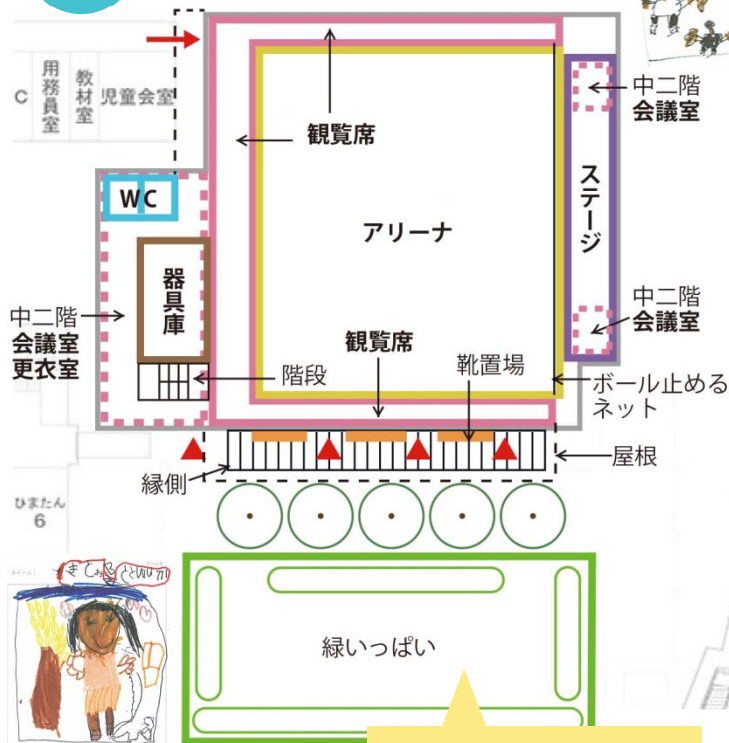 C
用務員室
教材室
児童会室
観覧席
中二階
会議室
WC
アリーナ
ステージ
器具庫
中二階
会議室
更衣室
中二階
会議室
観覧席
階段
靴置場
ボール止める
ネット
縁側
屋根
ひまたん
6
緑いっぱい